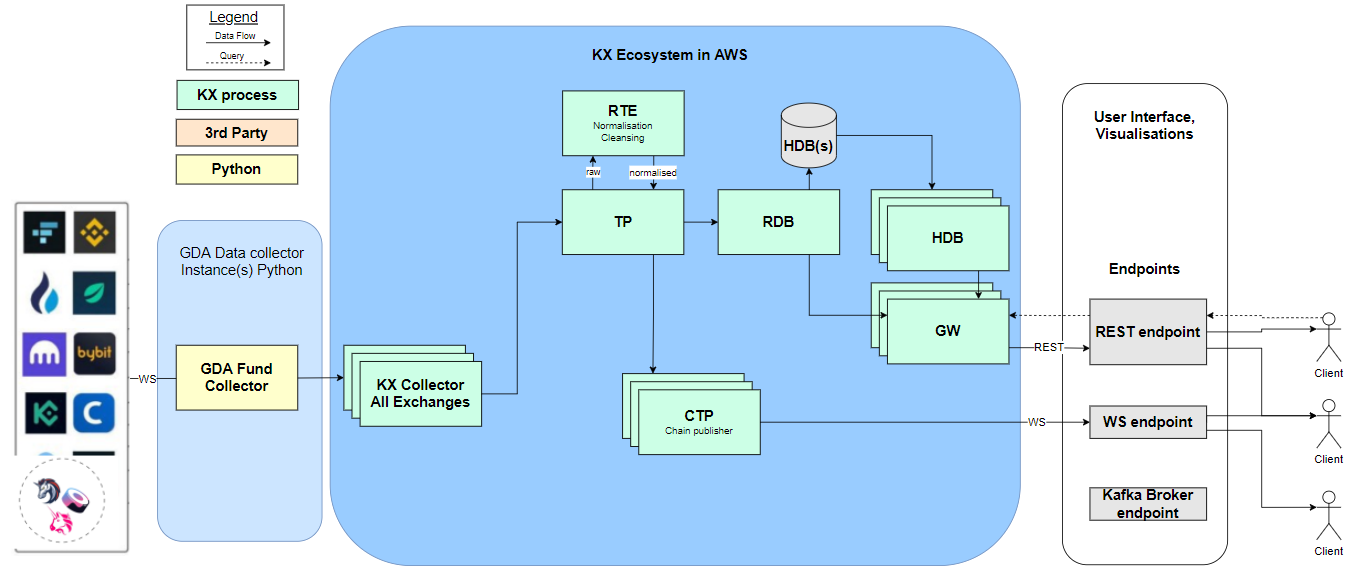 Legend
Data Flow
Query
KX process
3rd Party
Python
bybit
WS
GDA Data collector
Instance(s) Python
GDA Fund
Collector
KX Ecosystem in AWS
KX Collector
All Exchanges
RTE
Normalisation
Cleansing
raw
normalised
TP
RDB
HDB(s)
HDB
GW
CTP
Chain publisher
REST
WS
User Interface,
Visualisations
Endpoints
REST endpoint
WS endpoint
Kafka Broker
endpoint
Client
Client
Client